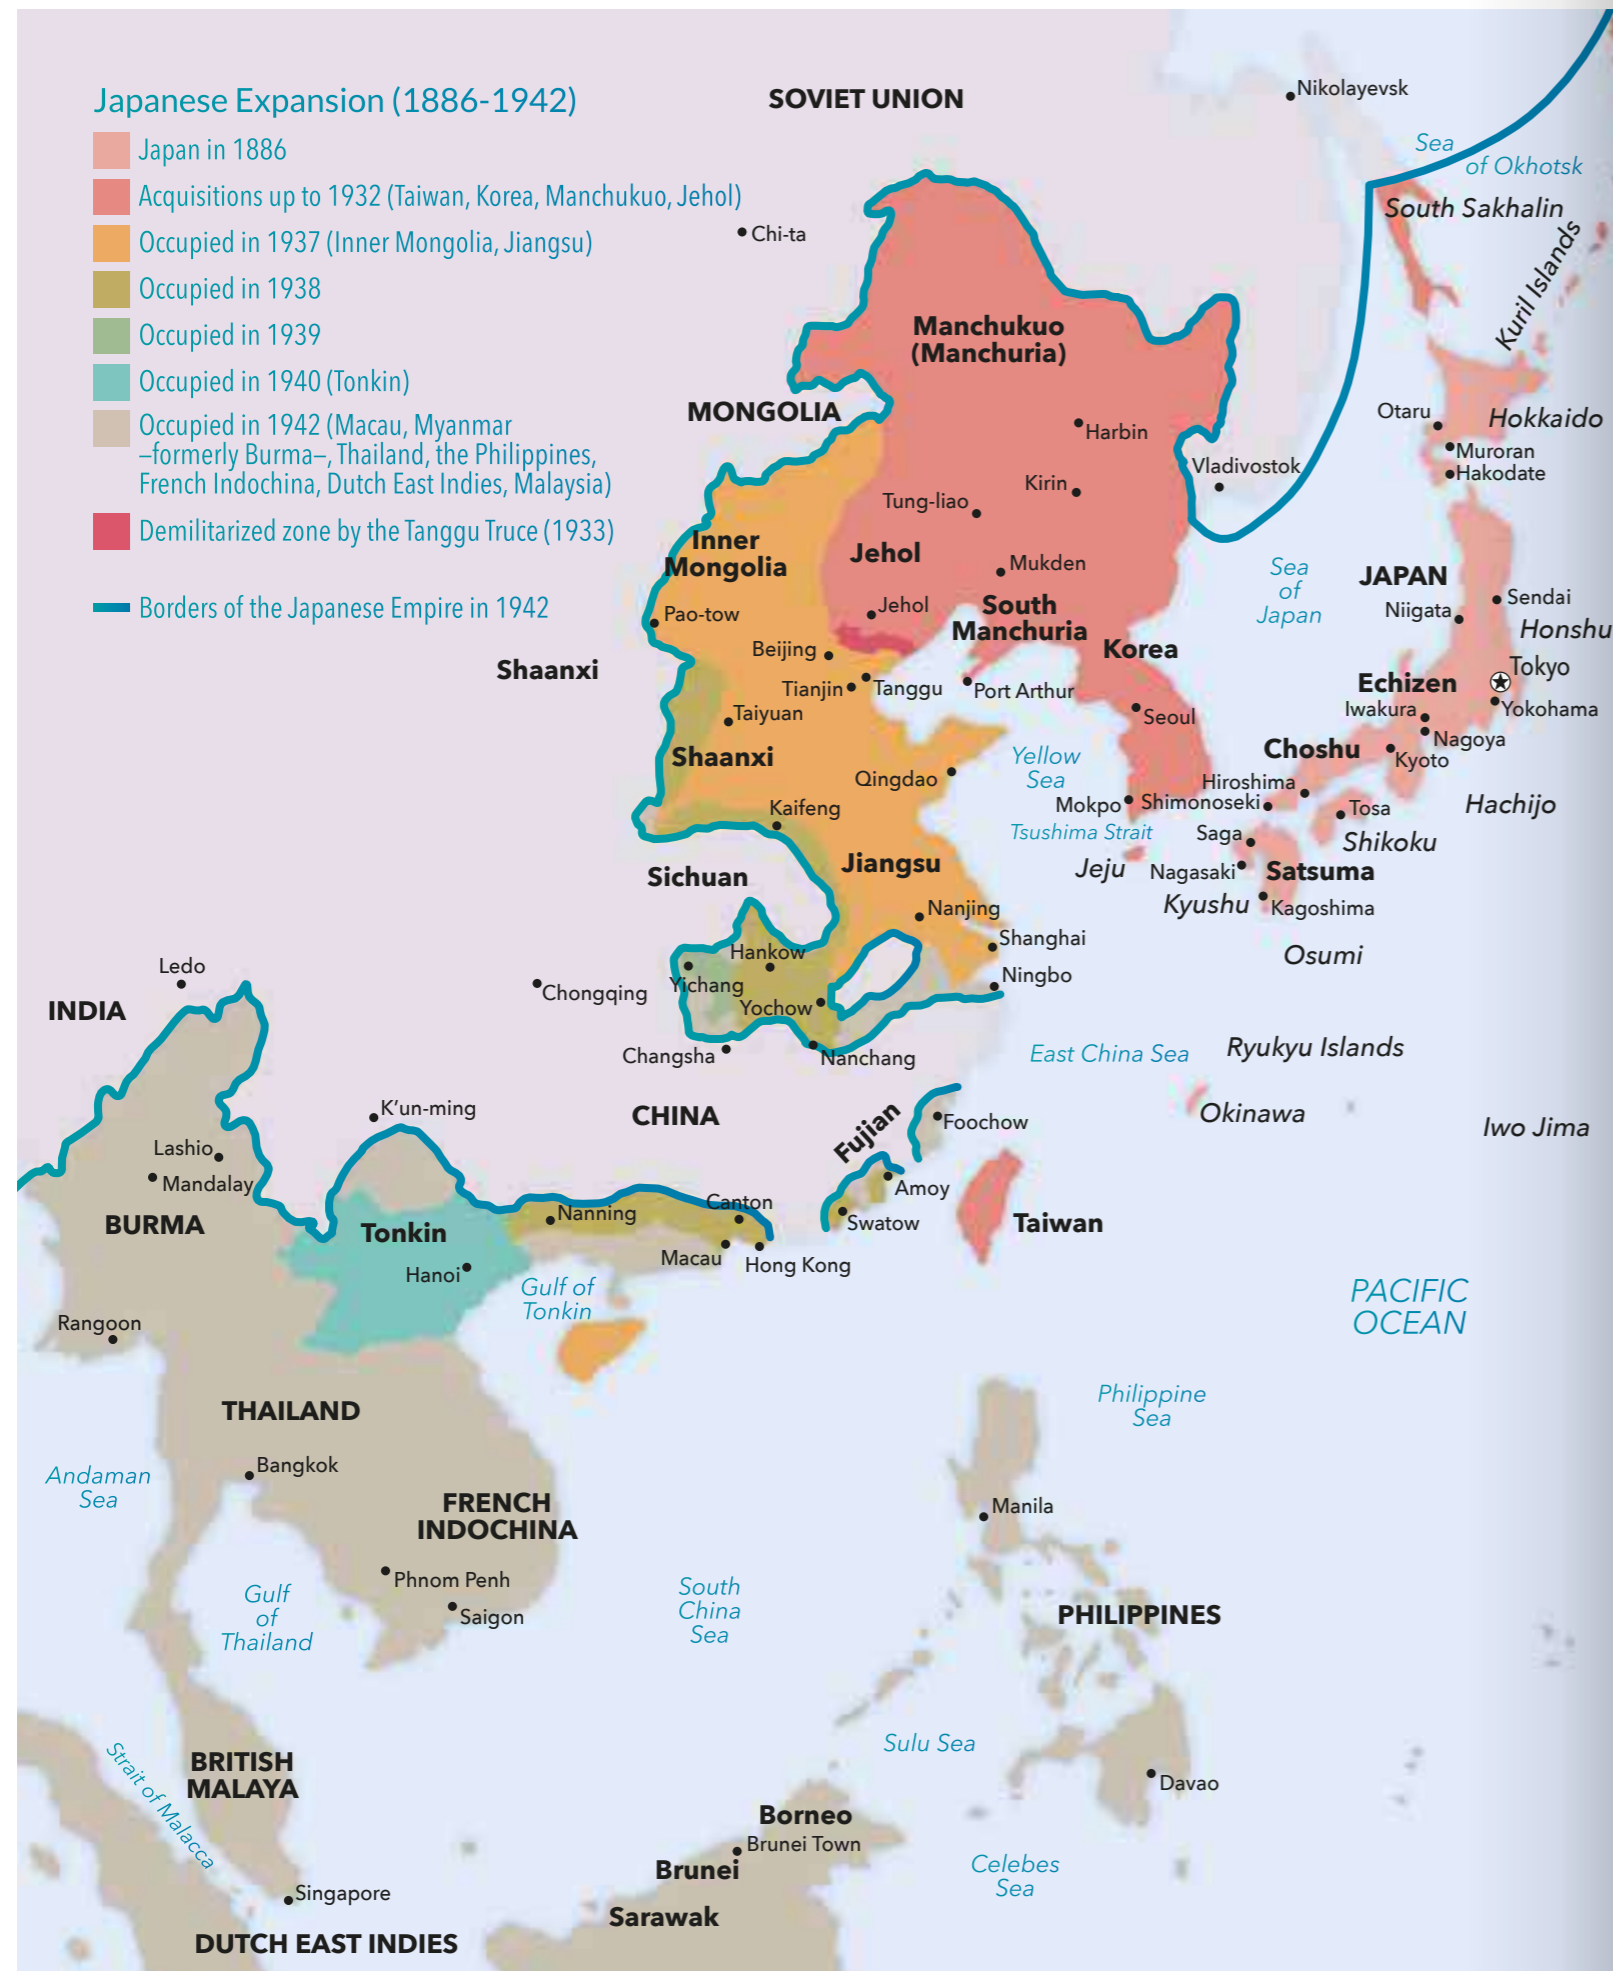 Japanese Expansion (1886-1942)
Japan in 1886
Acquisitions up to 1932 (Taiwan, Korea, Manchukuo, Jehol)
Occupied in 1937 (Inner Mongolia, Jiangsu)
Occupied in 1938
Occupied in 1939
Occupied in 1940 (Tonkin)
Occupied in 1942 (Macau, Myanmar
–formerly Burma–, Thailand, the Philippines,
French Indochina, Dutch East Indies, Malaysia)
Demilitarized zone by the Tanggu Truce (1933)
Borders of the Japanese Empire in 1942
SOVIET UNION
Nikolayevsk
Sea
of Okhotsk
South Sakhalin
Kuril Islands
Chi-ta
Manchukuo
(Manchuria)
MONGOLIA
Harbin
Otaru
Hokkaido
Muroran
Hakodate
Vladivostok
Kirin
Tung-liao
Inner
Mongolia
Jehol
Mukden
Sea
of
Japan
JAPAN
Sendai
Niigata
Honshu
Pao-tow
Jehol
South
Manchuria
Korea
Beijing
Shaanxi
Tianjin
Tanggu
Port Arthur
Tokyo
Echizen
Iwakura
Yokohama
Taiyuan
Seoul
Nagoya
Shaanxi
Yellow
Sea
Choshu
Kyoto
Qingdao
Hiroshima
Mokpo
Shimonoseki
Tosa
Hachijo
Kaifeng
Tsushima Strait
Saga
Shikoku
Jiangsu
Jeju
Nagasaki
Satsuma
Sichuan
Kyushu
Kagoshima
Nanjing
Shanghai
Osumi
Hankow
Ledo
Yichang
Ningbo
Chongqing
INDIA
Yochow
Changsha
Nanchang
East China Sea
Ryukyu Islands
K'un-ming
CHINA
Fujian
Foochow
Okinawa
Iwo Jima
Lashio
Mandalay
Amoy
BURMA
Tonkin
Nanning
Canton
Swatow
Taiwan
Hanoi
Macau
Hong Kong
Gulf of
Tonkin
PACIFIC
OCEAN
Rangoon
THAILAND
Philippine
Sea
Bangkok
Andaman
Sea
FRENCH
INDOCHINA
Manila
Phnom Penh
Saigon
Gulf
of
Thailand
South
China
Sea
PHILIPPINES
Sulu Sea
Strait of Malacca
BRITISH
MALAYA
Davao
Borneo
Brunei Town
Brunei
Celebes
Sea
Singapore
Sarawak
DUTCH EAST INDIES